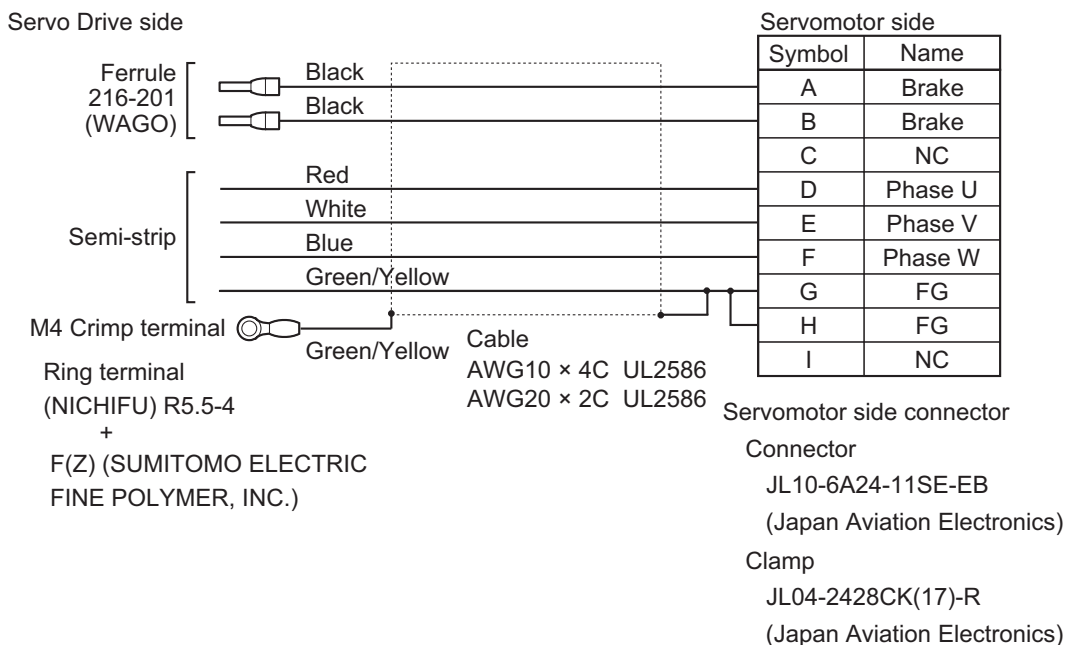 Servo Drive side
Servomotor side
Symbol Name
Ferrule
216-201
(WAGO)
Black
A Brake
Black
B Brake
C NC
Semi-strip
Red
D Phase U
White
E Phase V
Blue
F Phase W
Green/Yellow
G FG
M4 Crimp terminal
Green/Yellow
H FG
I NC
Ring terminal
(NICHIFU) R5.5-4
+
F(Z) (SUMITOMO ELECTRIC
FINE POLYMER, INC.)
Cable
AWG10 × 4C UL2586
AWG20 × 2C UL2586
Servomotor side connector
Connector
JL10-6A24-11SE-EB
(Japan Aviation Electronics)
Clamp
JL04-2428CK(17)-R
(Japan Aviation Electronics)